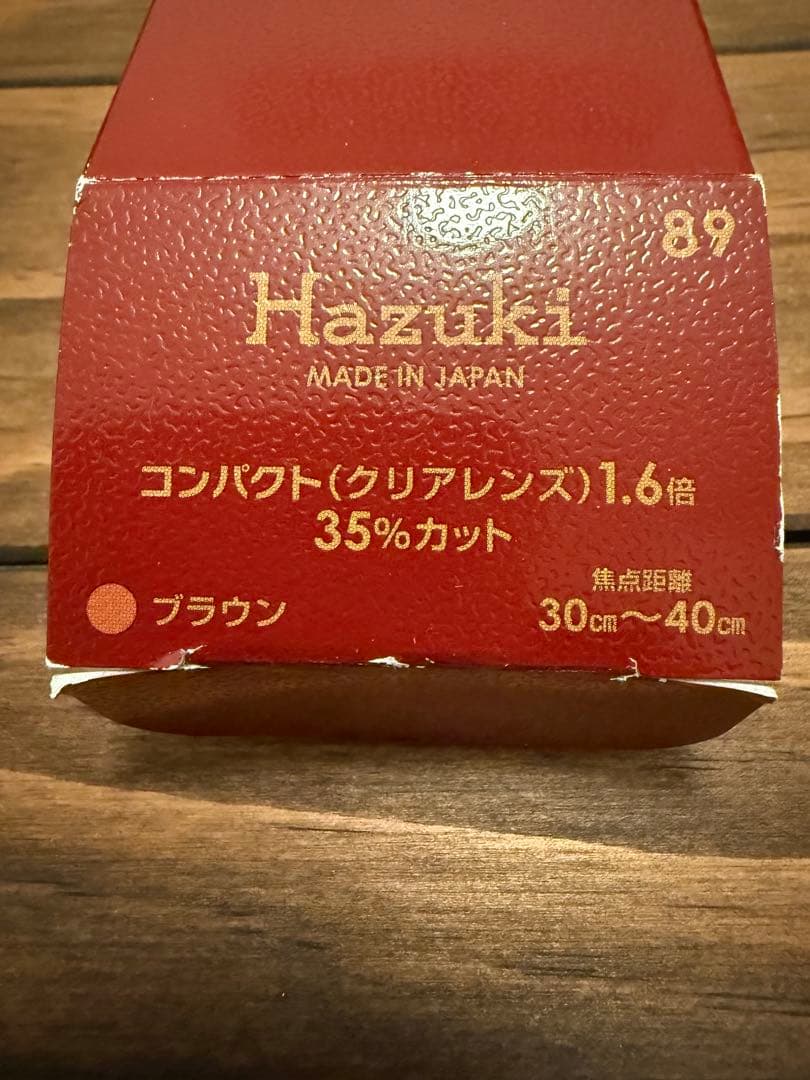 89
Hazuki
MADE IN JAPAN
コンパクト(クリアレンズ)1.6倍
35%カット
ブラウン
焦点距離
30㎝〜40㎝